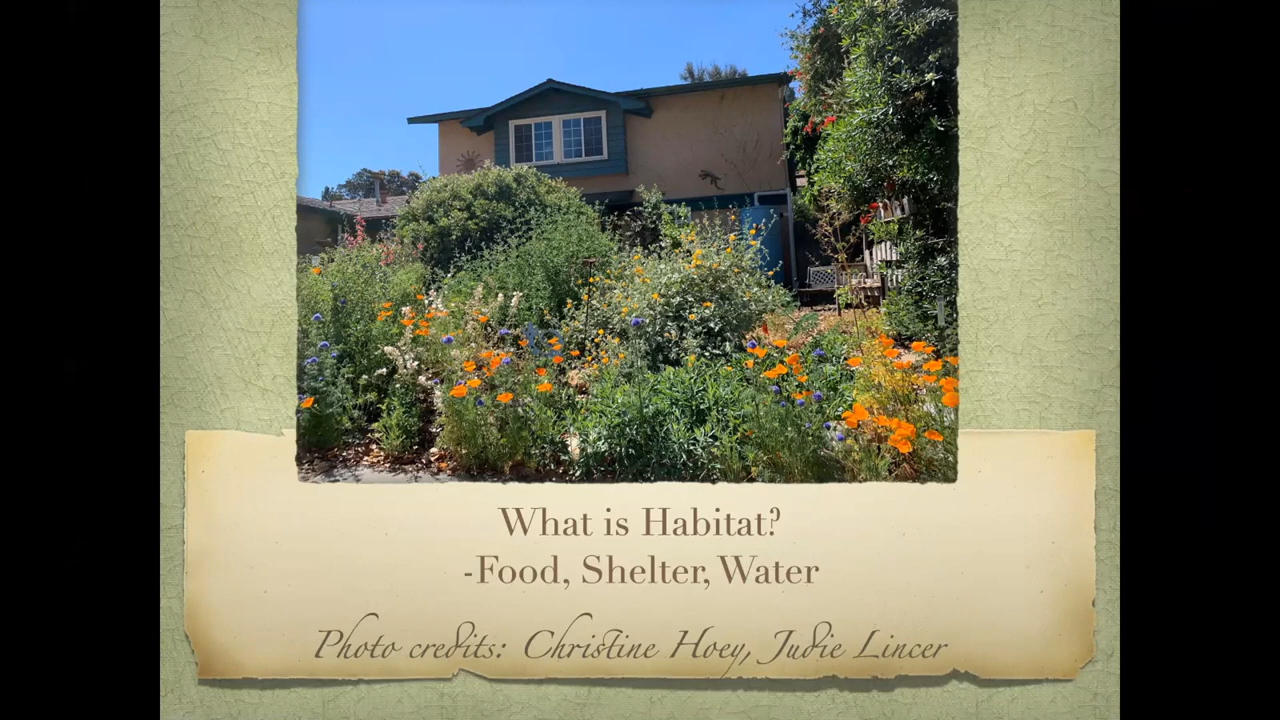 What is Habitat?
-Food, Shelter, Water
Photo credits: Christine Hoey, Judie Lincer